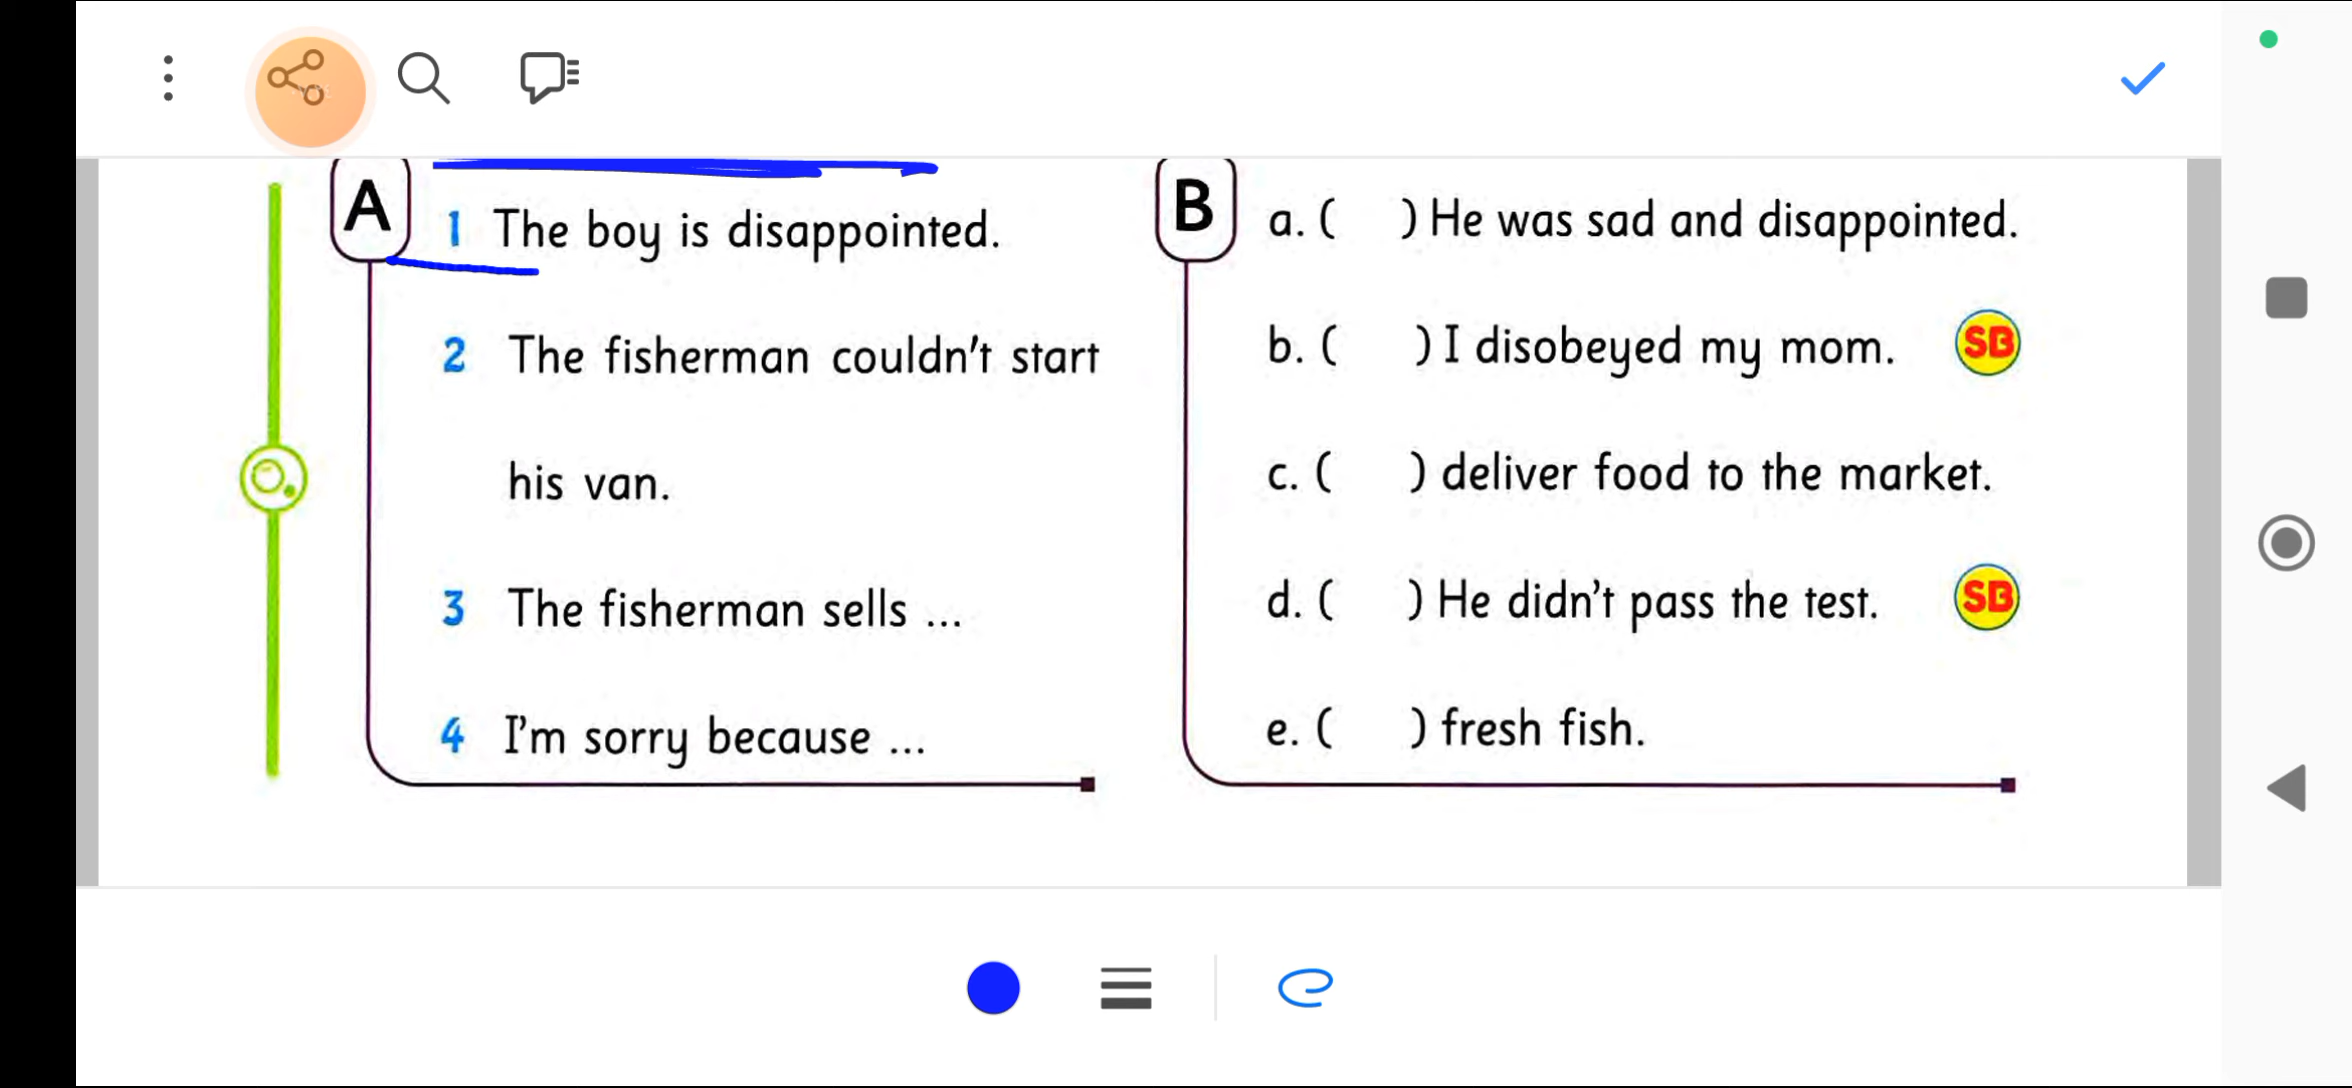 A
1 The boy is disappointed.
2 The fisherman couldn't start
his van.
3 The fisherman sells ...
4 I'm sorry because ...
B
a. ( ) He was sad and disappointed.
b. ( ) I disobeyed my mom. SB
c. ( ) deliver food to the market.
d. ( ) He didn't pass the test. SB
e. ( ) fresh fish.